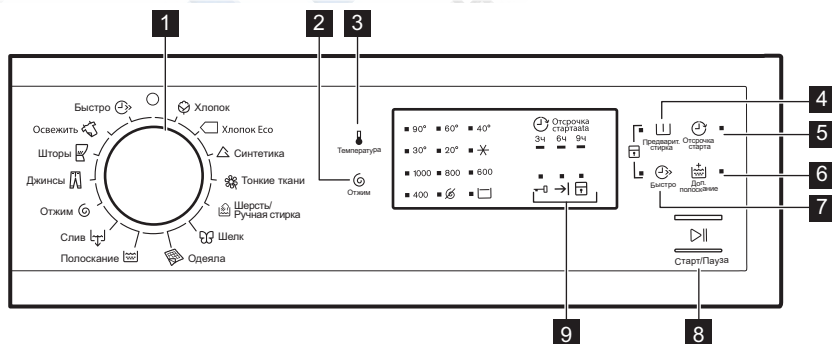 1
2
3
Быстро
Хлопок
Освежить
Хлопок Eco
Шторы
Синтетика
Джинсы
Тонкие ткани
Отжим
Шерсть/
Ручная стирка
Слив
Шелк
Полоскание
Одеяла
Температура
Отжим
90° 60° 40°
30° 20°
1000 800 600
400
Отсрочка
стартаata
3ч 6ч 9ч
Предварит.
стирка
Отсрочка
старта
Быстро
Доп.
полоскание
Старт/Пауза
4
5
6
7
8
9